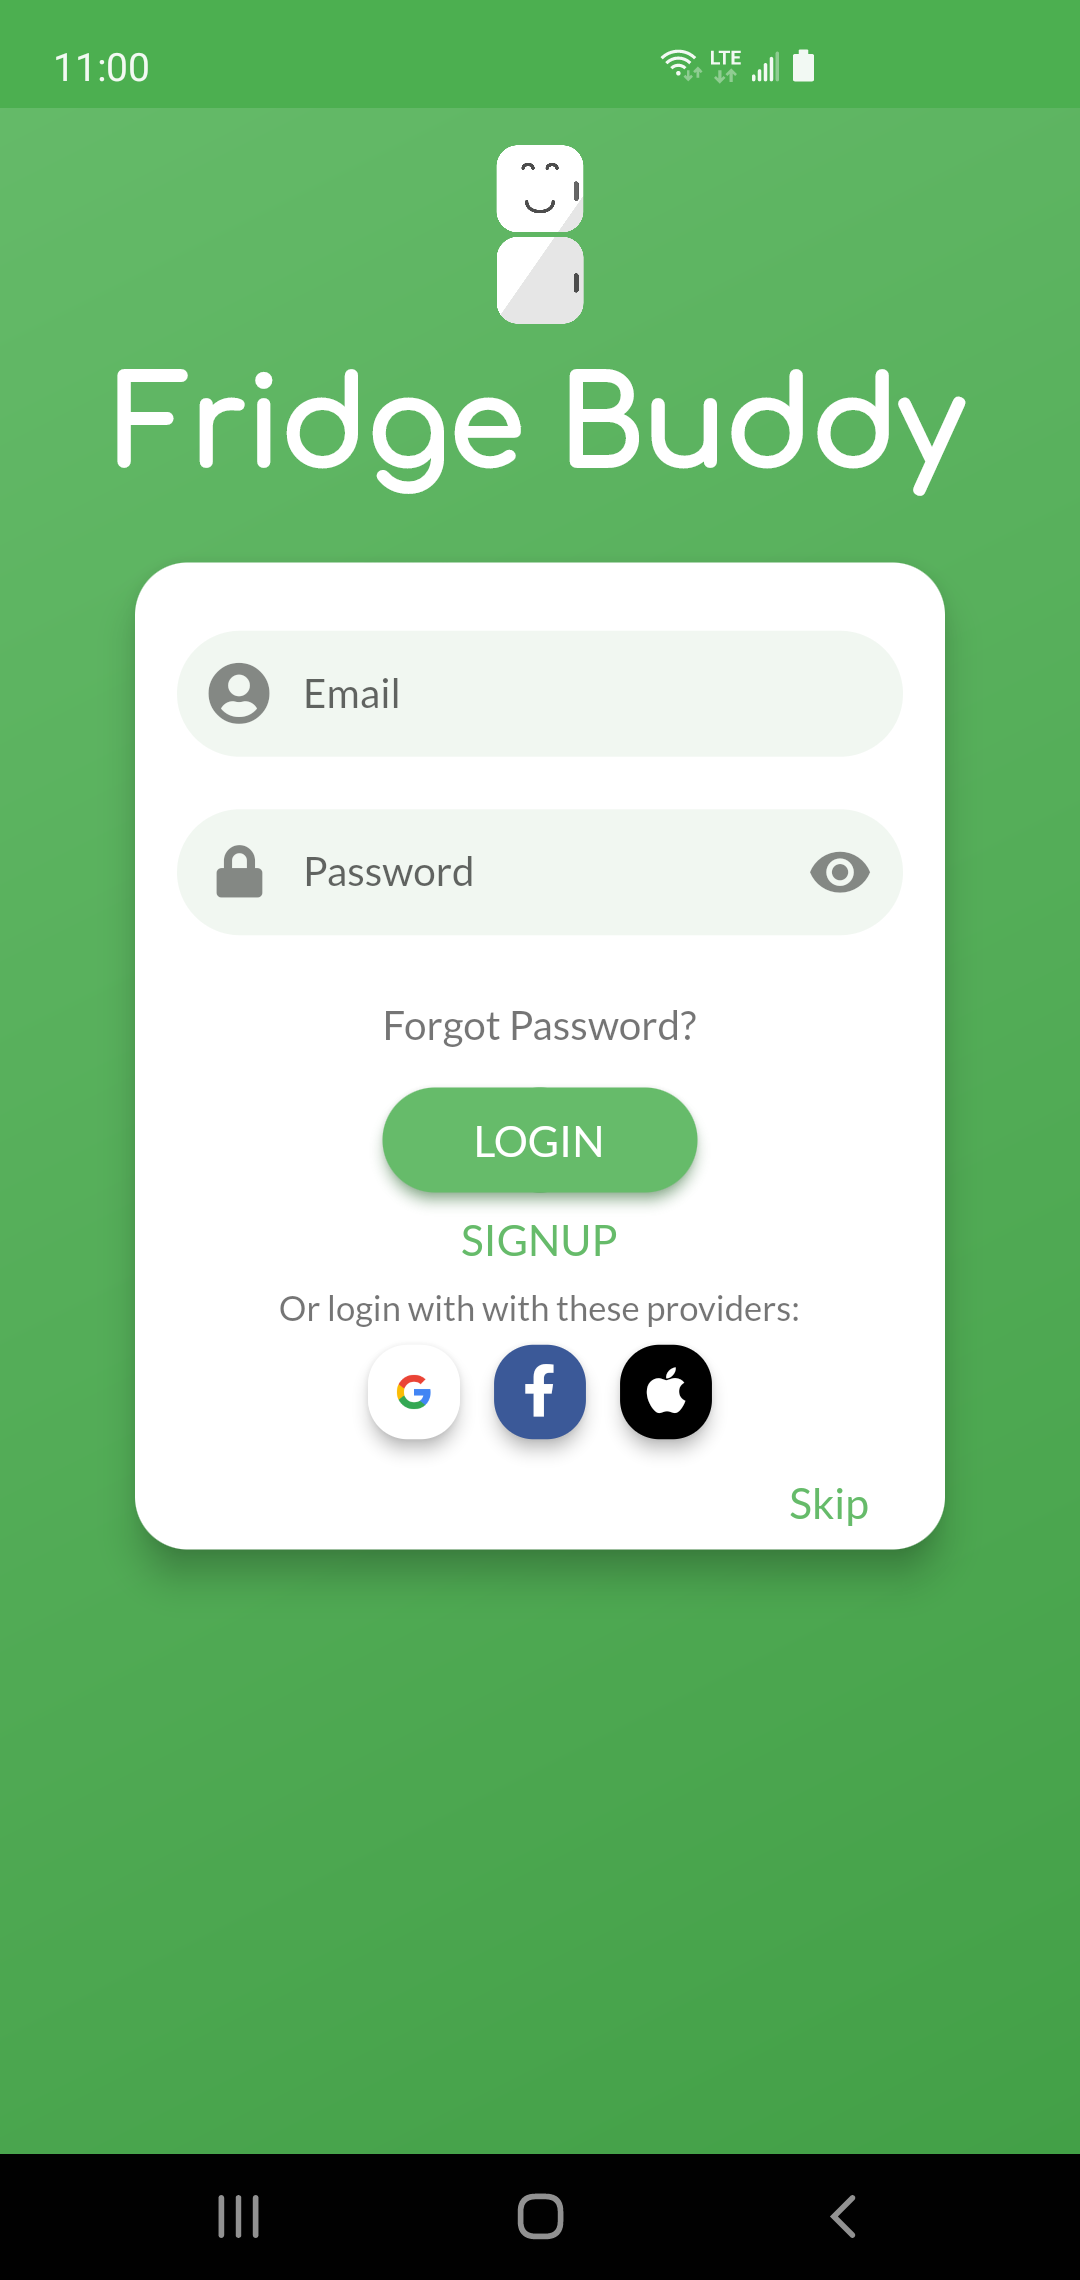 11:00
LTE
Fridge Buddy
Email
Password
Forgot Password?
LOGIN
SIGNUP
Or login with with these providers:
Skip